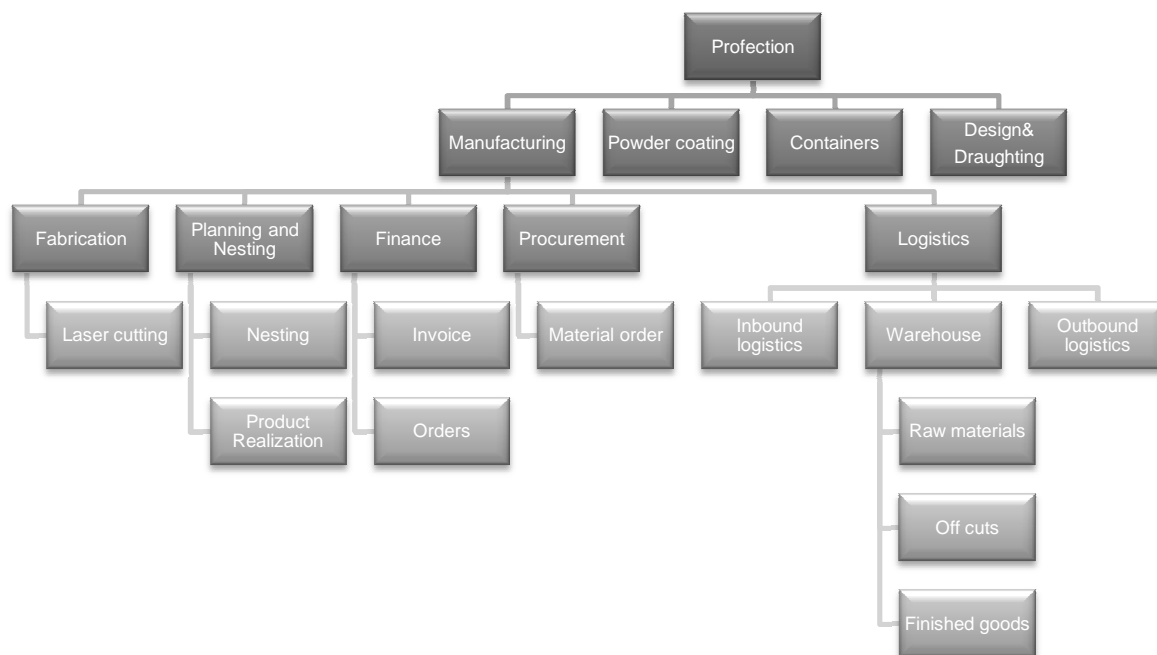 Profection
Manufacturing
Powder coating
Containers
Design&
Draughting
Fabrication
Planning and
Nesting
Finance
Procurement
Logistics
Laser cutting
Nesting
Invoice
Material order
Inbound
logistics
Warehouse
Outbound
logistics
Product
Realization
Orders
Raw materials
Off cuts
Finished goods